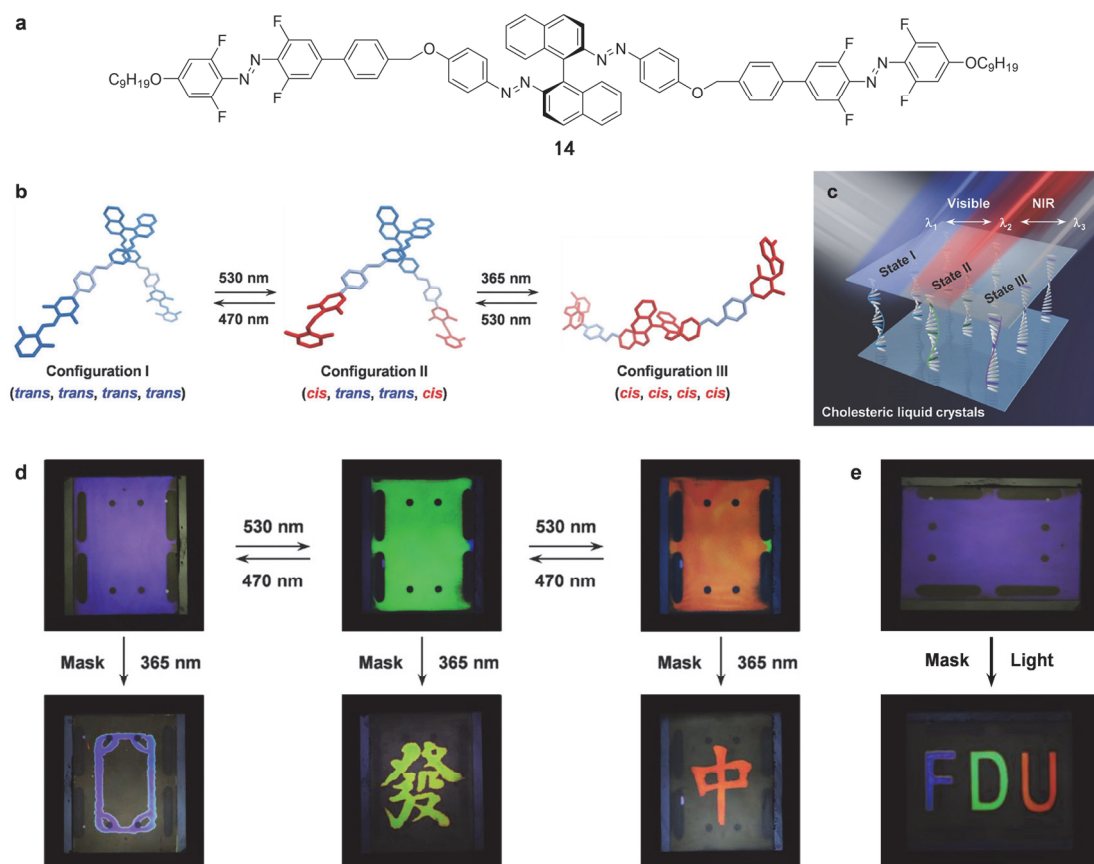 a
F
F
F
F
C9H19O
N
N
O
N
N
N
N
O
F
F
N
N
F
F
OC9H19
14
b
530 nm
470 nm
365 nm
530 nm
Configuration I
(trans, trans, trans, trans)
Configuration II
(cis, trans, trans, cis)
Configuration III
(cis, cis, cis, cis)
c
Visible
NIR
λ1
λ2
λ3
State I
State II
State III
Cholesteric liquid crystals
d
530 nm
470 nm
530 nm
470 nm
Mask 365 nm
Mask 365 nm
Mask 365 nm
發
中
e
Mask Light
FDU